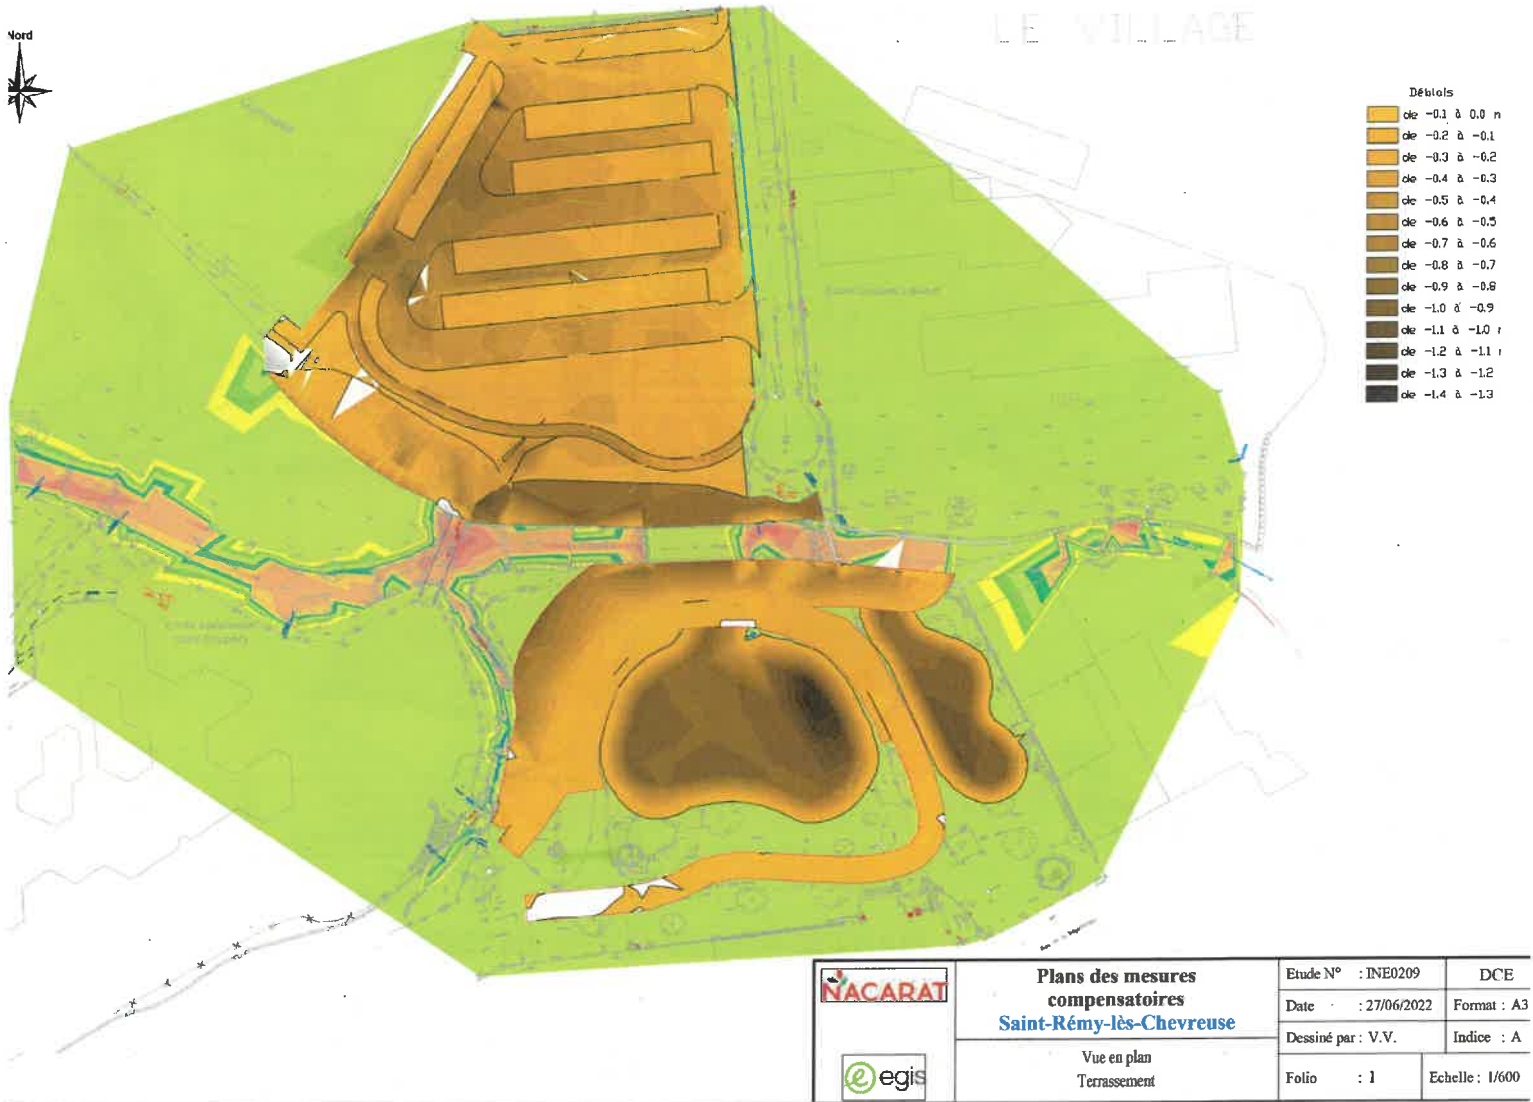 Nord
LE VILLAGE
Déblais
de -0.1 à 0.0 m
de -0.2 à -0.1
de -0.3 à -0.2
de -0.4 à -0.3
de -0.5 à -0.4
de -0.6 à -0.5
de -0.7 à -0.6
de -0.8 à -0.7
de -0.9 à -0.8
de -1.0 à -0.9
de -1.1 à -1.0
de -1.2 à -1.1
de -1.3 à -1.2
de -1.4 à -1.3
NACARAT
egis
Plans des mesures
compensatoires
Saint-Rémy-lès-Chevreuse
Vue en plan
Terrassement
Etude N° : INE0209
DCE
Date : 27/06/2022
Format : A3
Dessiné par : V.V.
Indice : A
Folio : 1
Echelle : 1/600